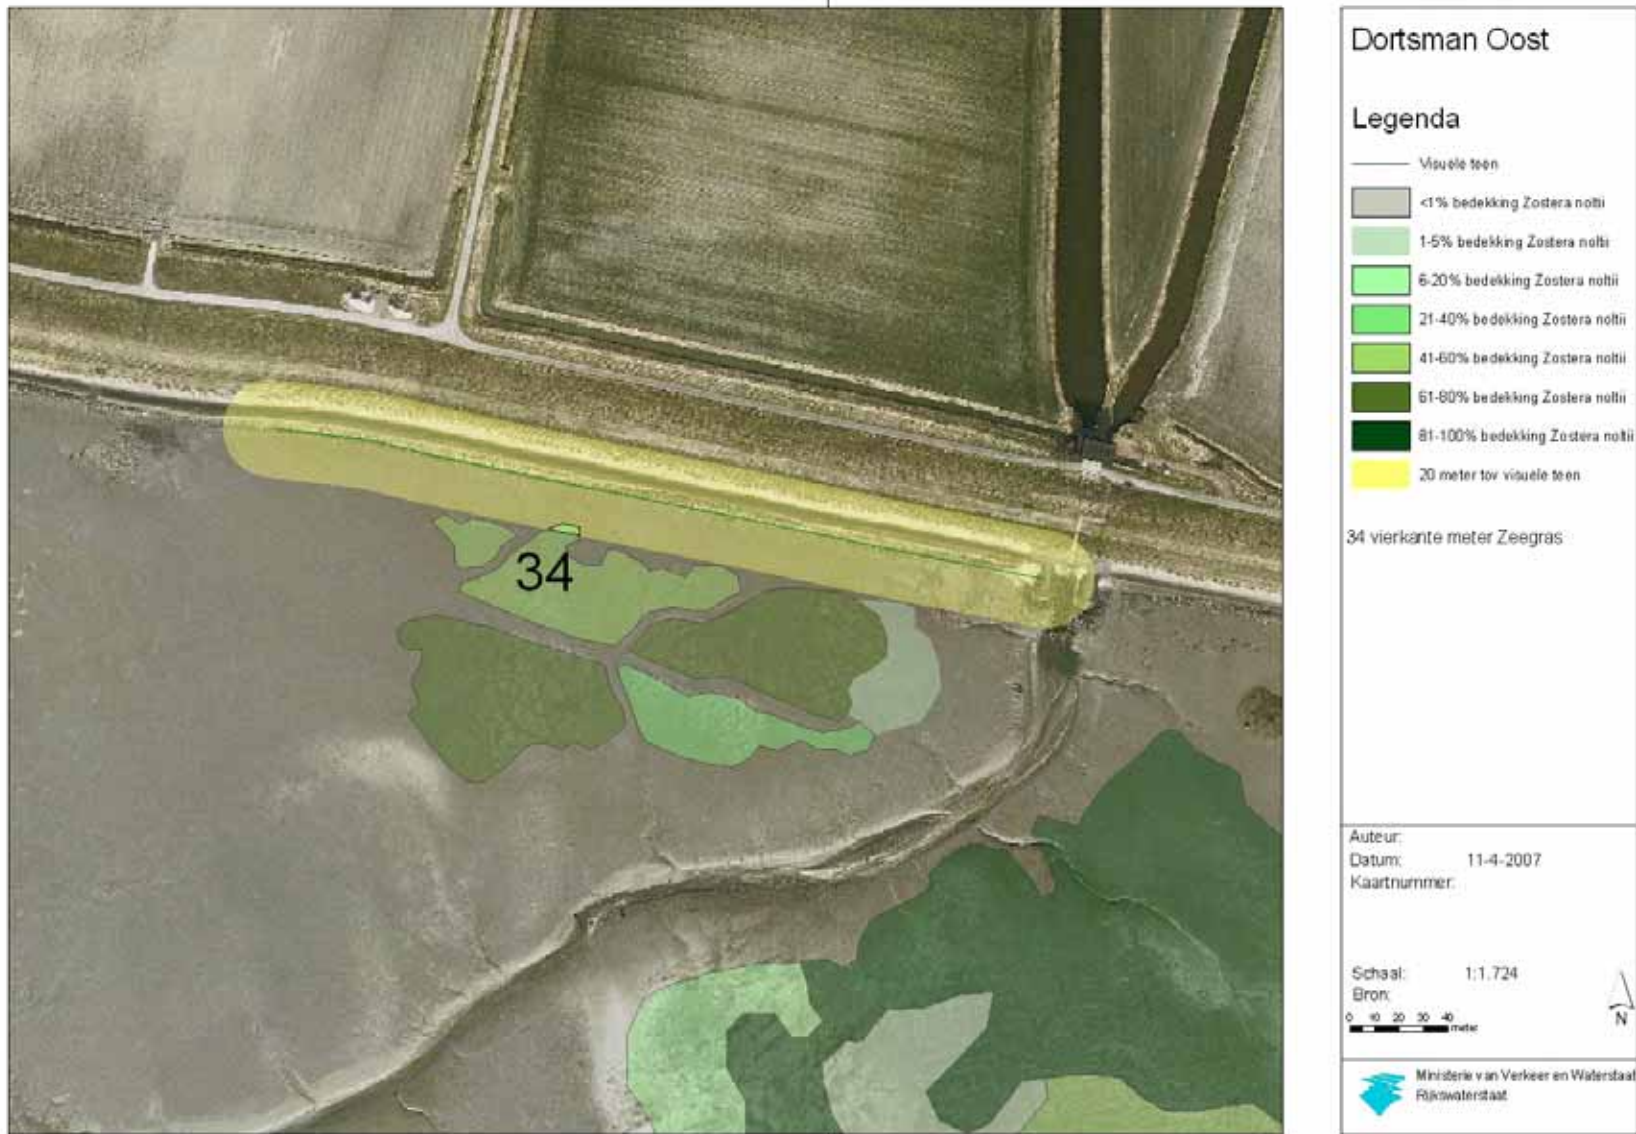 34
Dortsman Oost
Legenda
Visuele teen
<1% bedekking Zostera noltii
1-5% bedekking Zostera noltii
6-20% bedekking Zostera noltii
21-40% bedekking Zostera noltii
41-60% bedekking Zostera noltii
61-80% bedekking Zostera noltii
81-100% bedekking Zostera noltii
20 meter tov visuele teen
34 vierkante meter Zeegras
Auteur:
Datum: 11-4-2007
Kaartnummer:
Schaal: 1:1.724
Bron:
0 10 20 30 40
meter
N
Ministerie van Verkeer en Waterstaat
Rijkswaterstaat